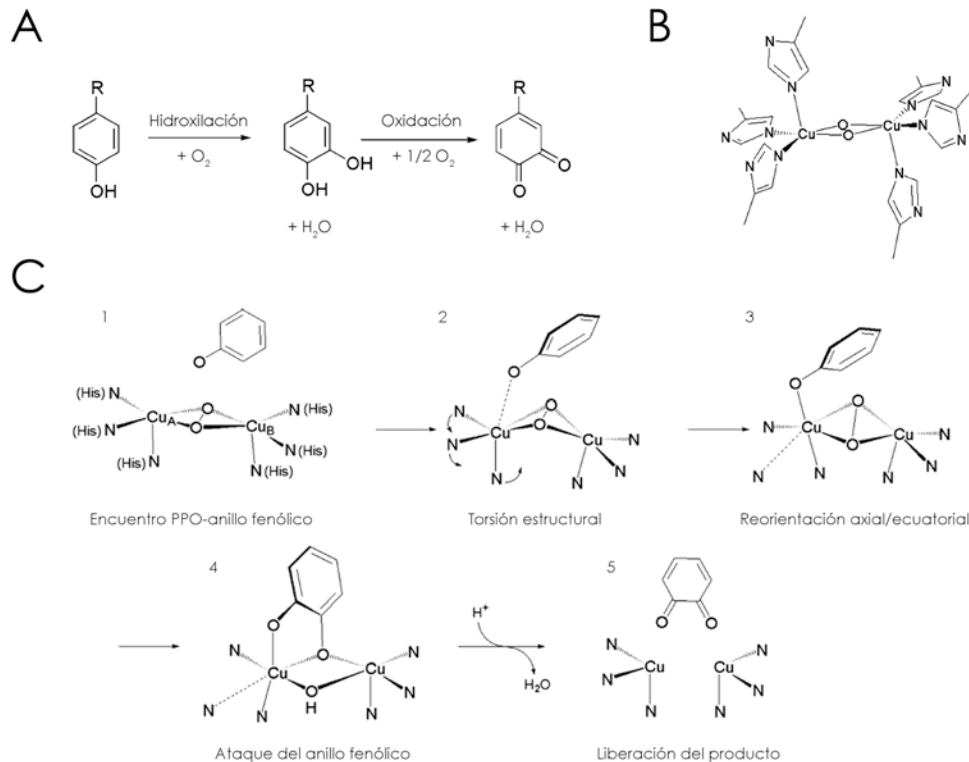 A
R
OH
Hidroxilación
+ O₂
R
OH
OH
+ H₂O
Oxidación
+ 1/2 O₂
R
O
O
+ H₂O
B
N
N
N
N
N
N
Cu
O
O
Cu
N
N
N
N
N
N
C
1
O
(His) N
(His) N
(His) N
Cu_A
O
O
Cu_B
N (His)
N (His)
N (His)
Encuentro PPO-anillo fenólico
2
O
N
N
N
Cu
O
O
Cu
N
N
N
Torsión estructural
3
O
N
N
N
Cu
O
O
Cu
N
N
N
Reorientación axial/ecuatorial
4
O
O
N
N
N
Cu
O
H
Cu
N
N
N
Ataque del anillo fenólico
H⁺
H₂O
5
O
O
N
N
N
Cu
Cu
N
N
N
Liberación del producto